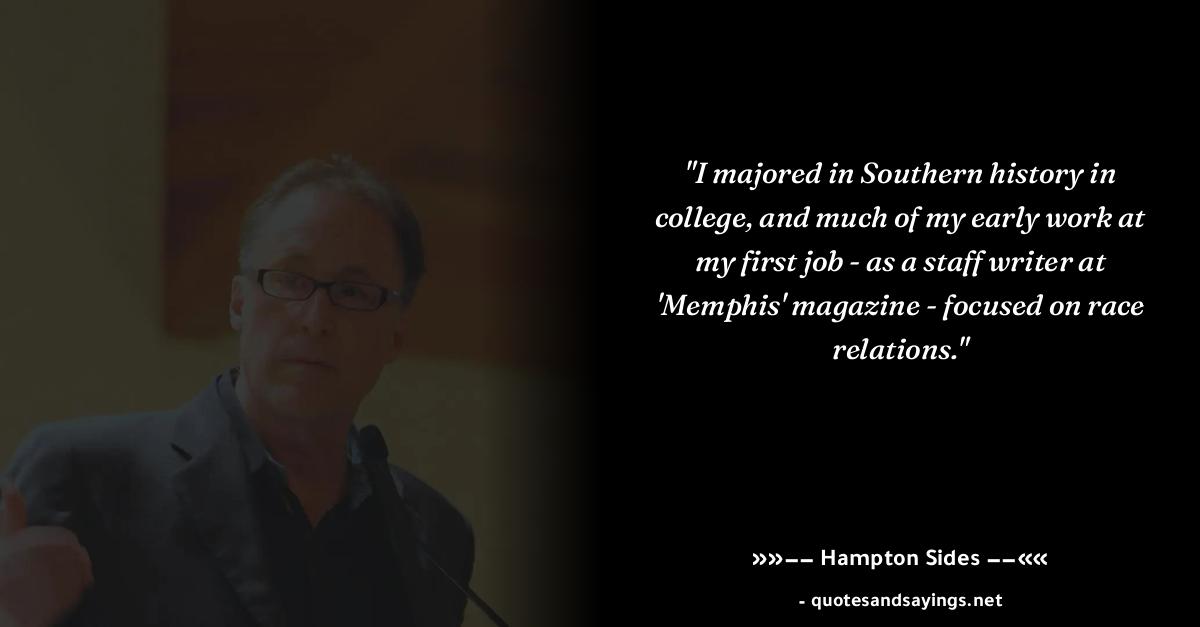 "I majored in Southern history in
college, and much of my early work at
my first job - as a staff writer at
'Memphis' magazine - focused on race
relations."
»»−− Hampton Sides −−««
- quotesandsayings.net